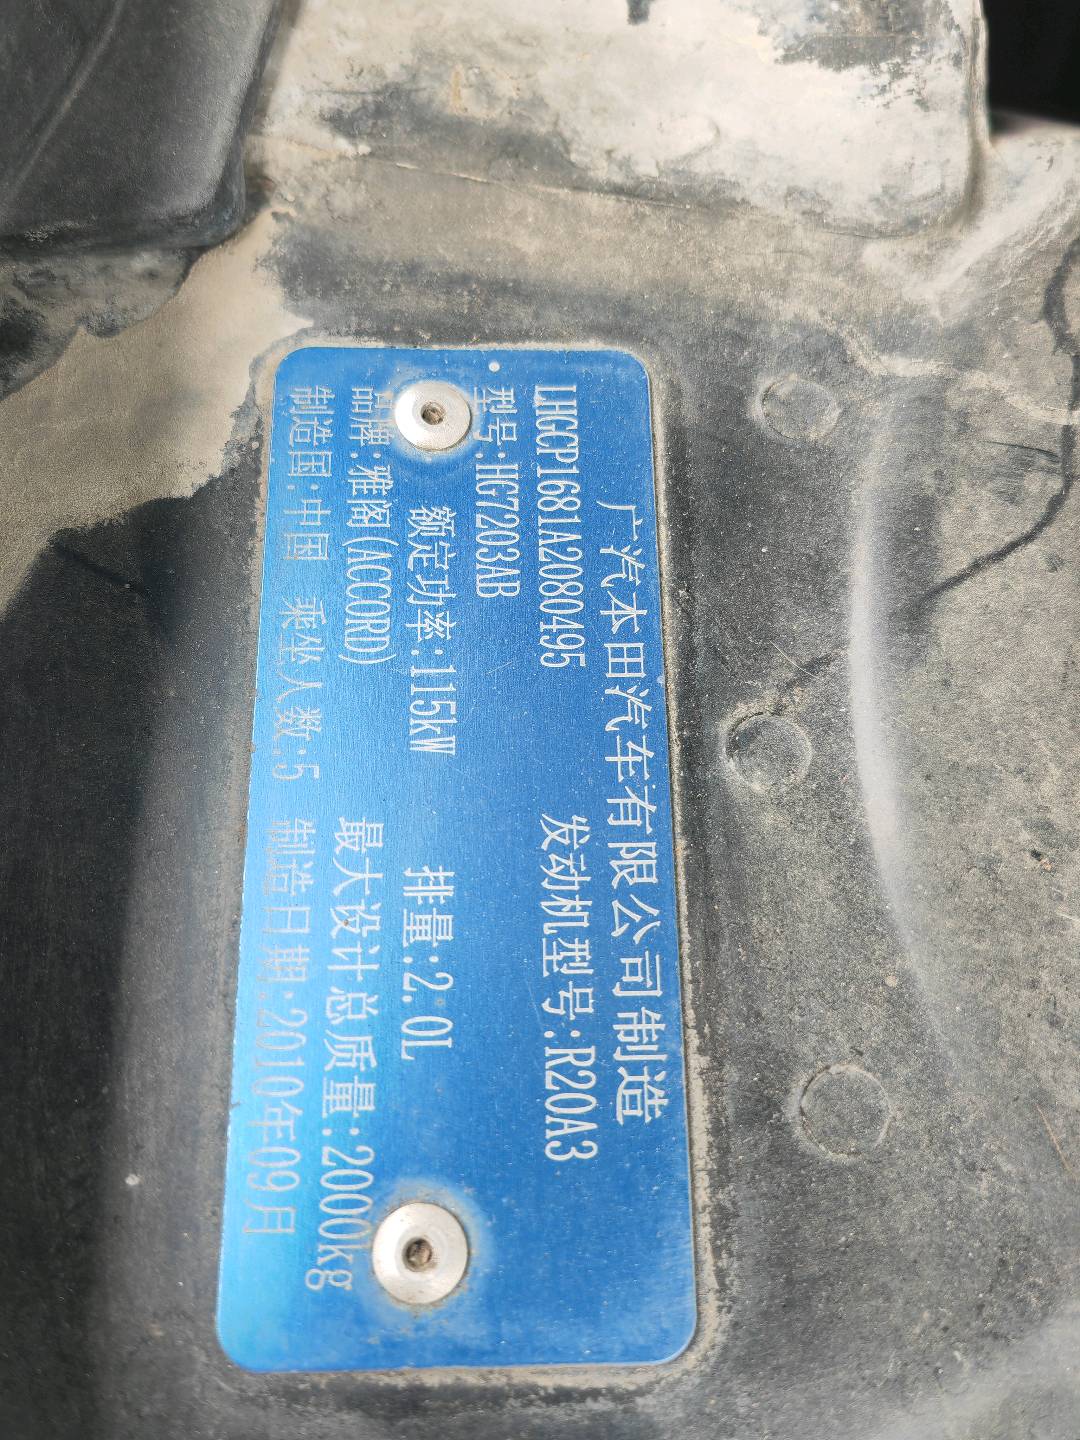 广汽本田汽车有限公司制造
LHGCP1681A2080495 发动机型号:R20A3
型号:HG7203AB
额定功率:115kW 排量:2.0L
品牌:雅阁(ACCORD) 最大设计总质量:2000kg
制造国:中国 乘坐人数:5 制造日期:2010年09月